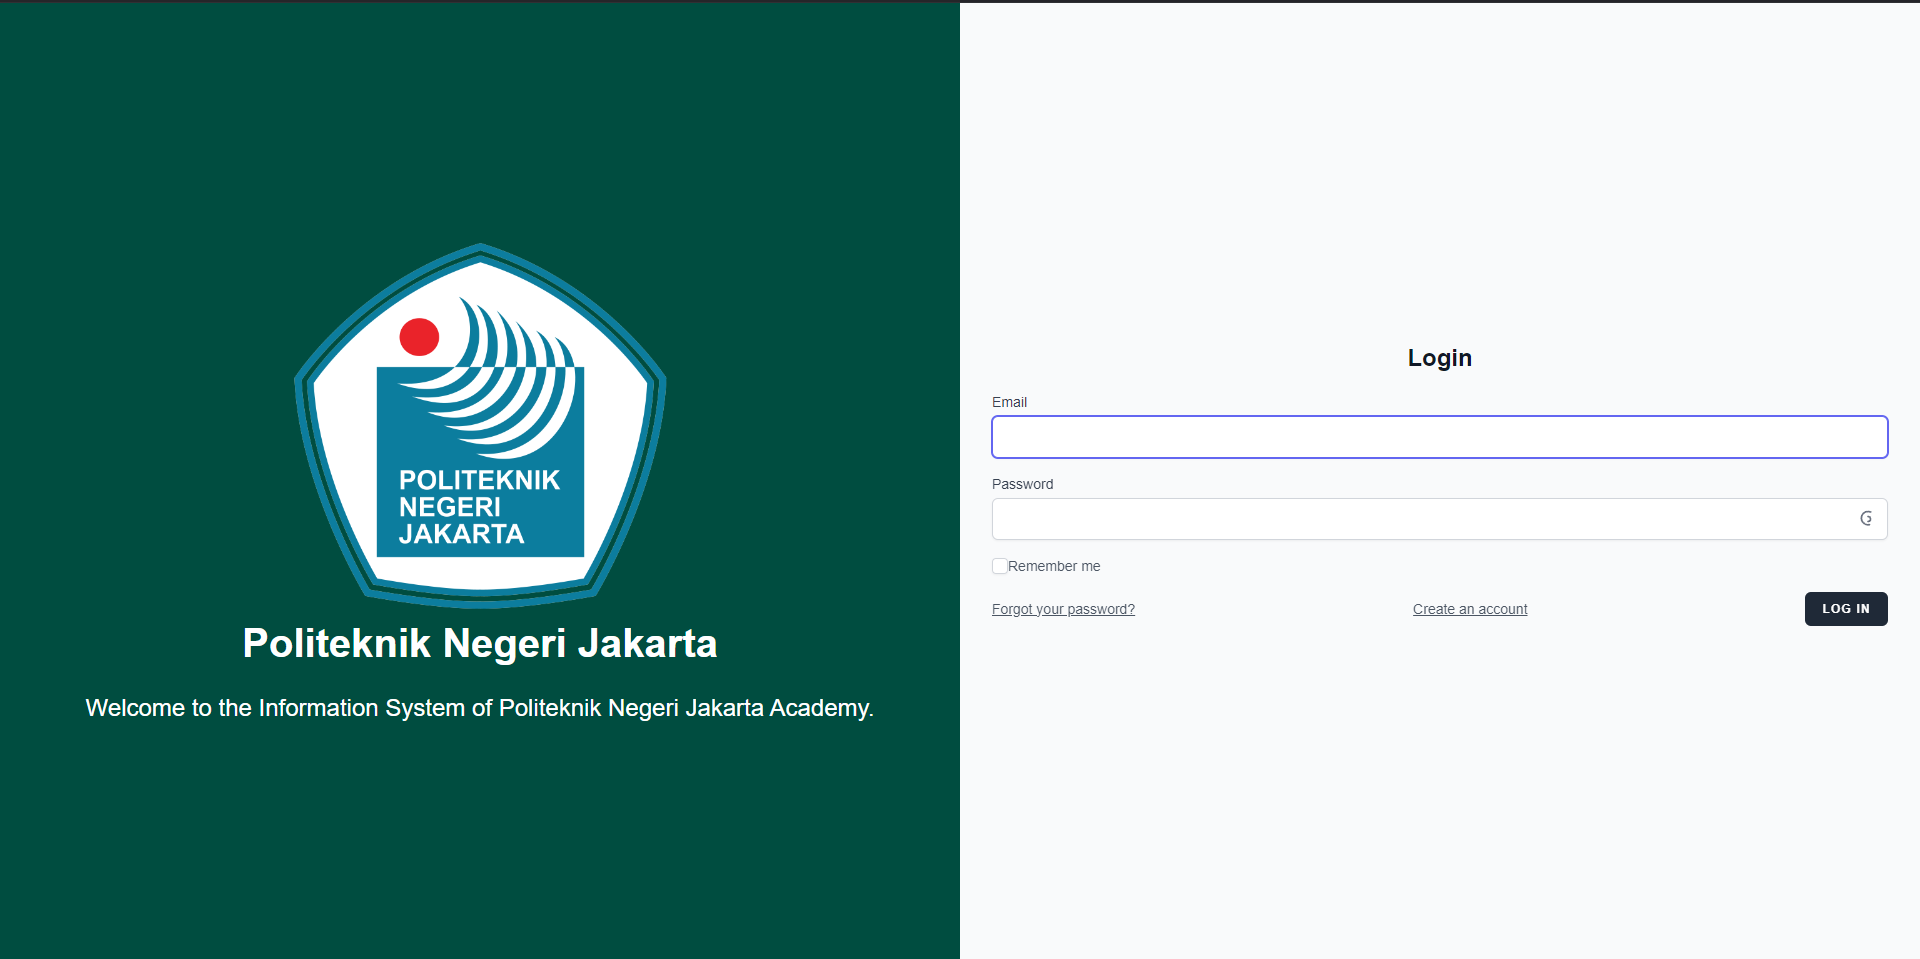 POLITEKNIK
NEGERI
JAKARTA
Politeknik Negeri Jakarta
Welcome to the Information System of Politeknik Negeri Jakarta Academy.
Login
Email
Password
Remember me
Forgot your password?
Create an account
LOG IN